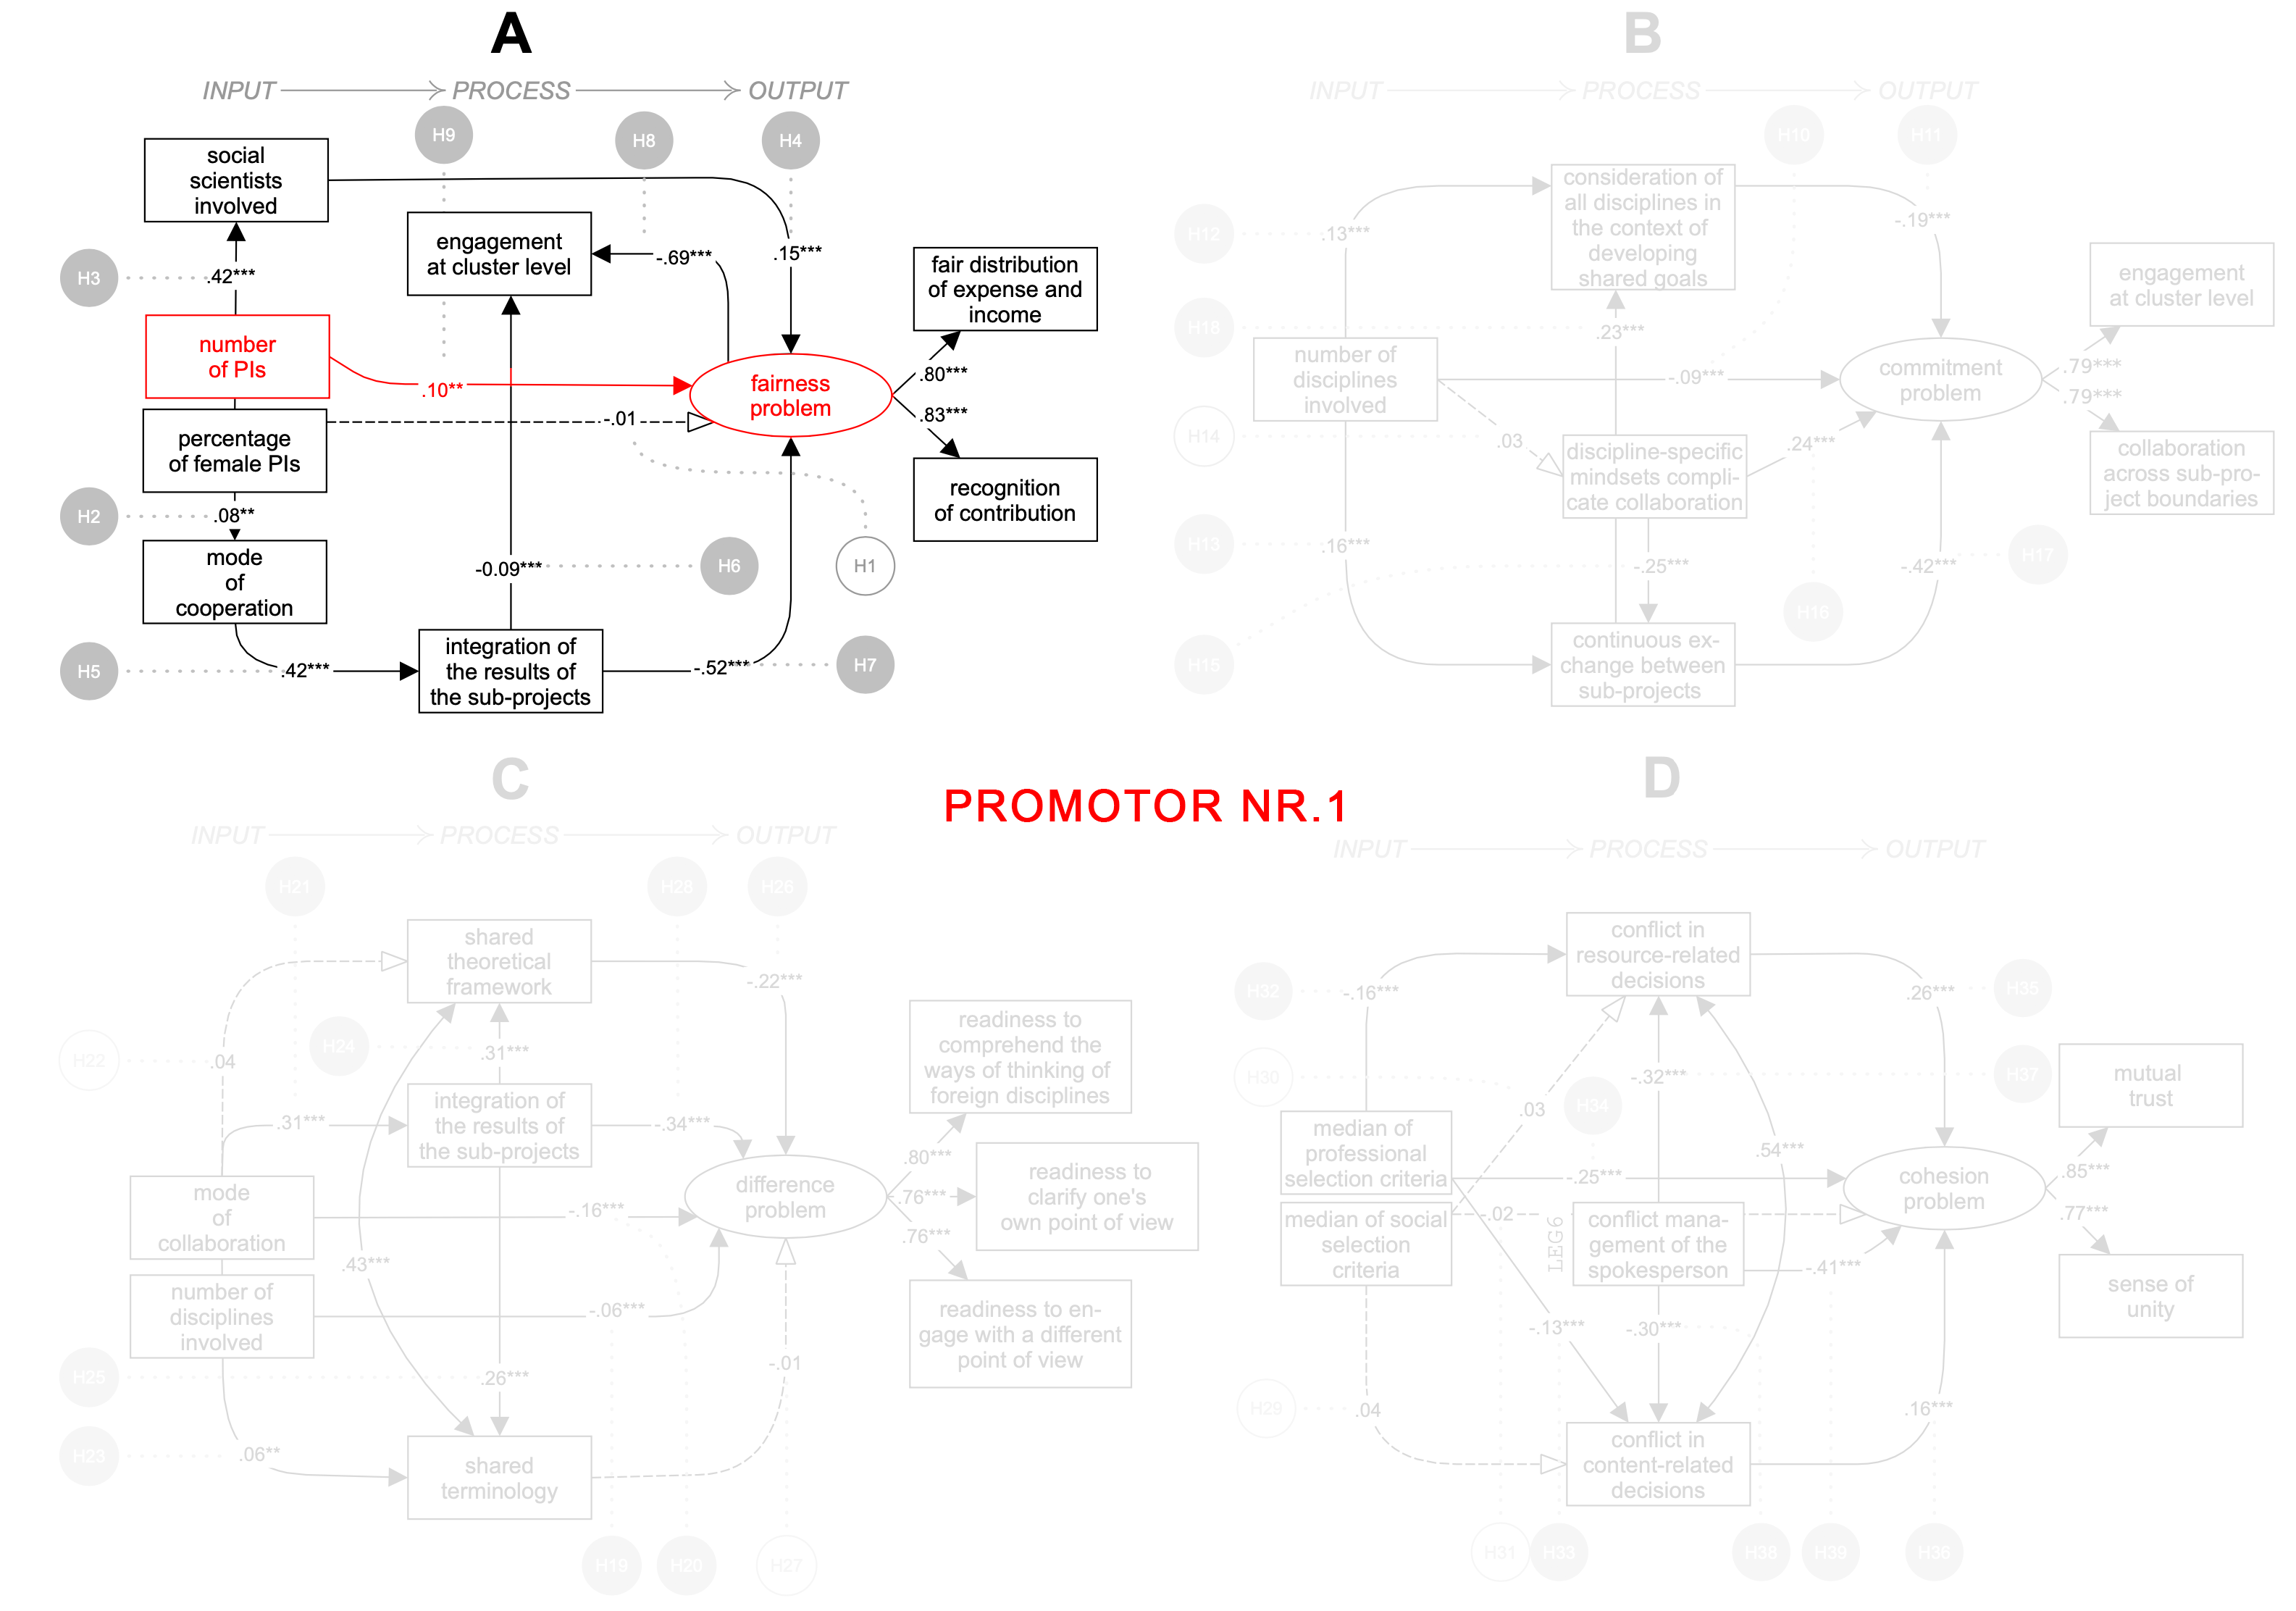 A
INPUT PROCESS OUTPUT
H9
H8
H4
social
scientists
involved
engagement
at cluster level
-.69***
.15***
fair distribution
of expense and
income
H3
.42***
number
of PIs
.10**
fairness
problem
.80***
.83***
-.01
percentage
of female PIs
recognition
of contribution
H2
.08**
mode
of
cooperation
-0.09***
H6
H1
H5
.42***
integration of
the results of
the sub-projects
-.52***
H7
B
INPUT PROCESS OUTPUT
H10
H11
consideration of
all disciplines in
the context of
developing
shared goals
H12
.13***
-.19***
engagement
at cluster level
H18
.23***
number of
disciplines
involved
-.09***
commitment
problem
.79***
.79***
H14
.03
discipline-specific
mindsets compli-
cate collaboration
.24***
collaboration
across sub-pro-
ject boundaries
H13
.16***
-.25***
-.42***
H17
H16
H15
continuous ex-
change between
sub-projects
PROMOTOR NR.1
C
INPUT PROCESS OUTPUT
H21
H28
H26
shared
theoretical
framework
-.22***
H22
.04
H24
.31***
readiness to
comprehend the
ways of thinking of
foreign disciplines
.31***
integration of
the results of
the sub-projects
-.34***
.80***
mode
of
collaboration
-.16***
difference
problem
.76***
readiness to
clarify one's
own point of view
.76***
.43***
number of
disciplines
involved
-.06***
readiness to en-
gage with a different
point of view
-.01
H25
.26***
H23
.06**
shared
terminology
H19
H20
H27
D
INPUT PROCESS OUTPUT
conflict in
resource-related
decisions
H32
-.16***
.26***
H35
H30
.03
H34
-.32***
H37
mutual
trust
median of
professional
selection criteria
.54***
-.25***
cohesion
problem
.85***
median of social
selection
criteria
-.02
LEG6
conflict mana-
gement of the
spokesperson
-.41***
.77***
sense of
unity
-.13***
-.30***
H29
.04
.16***
conflict in
content-related
decisions
H31
H33
H38
H39
H36